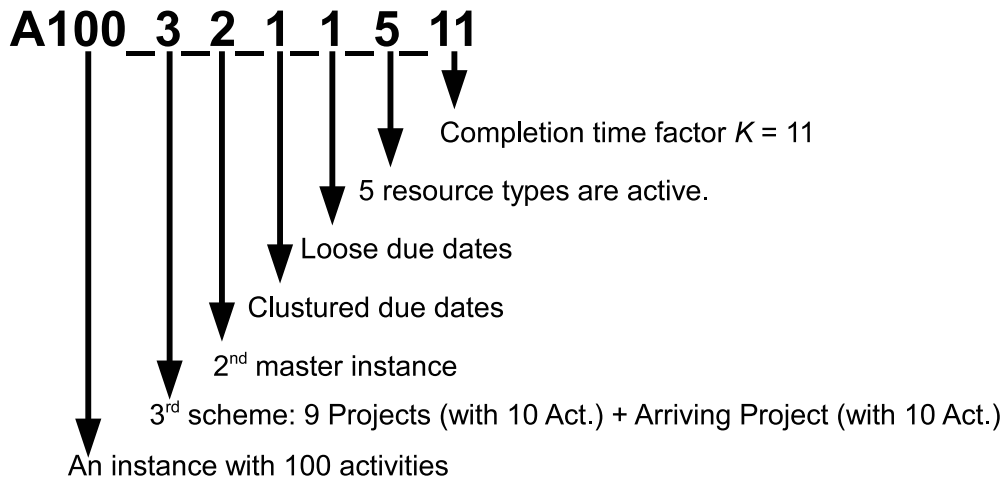 A100_3_2_1_1_5_11
Completion time factor K = 11
5 resource types are active.
Loose due dates
Clustured due dates
2nd master instance
3rd scheme: 9 Projects (with 10 Act.) + Arriving Project (with 10 Act.)
An instance with 100 activities